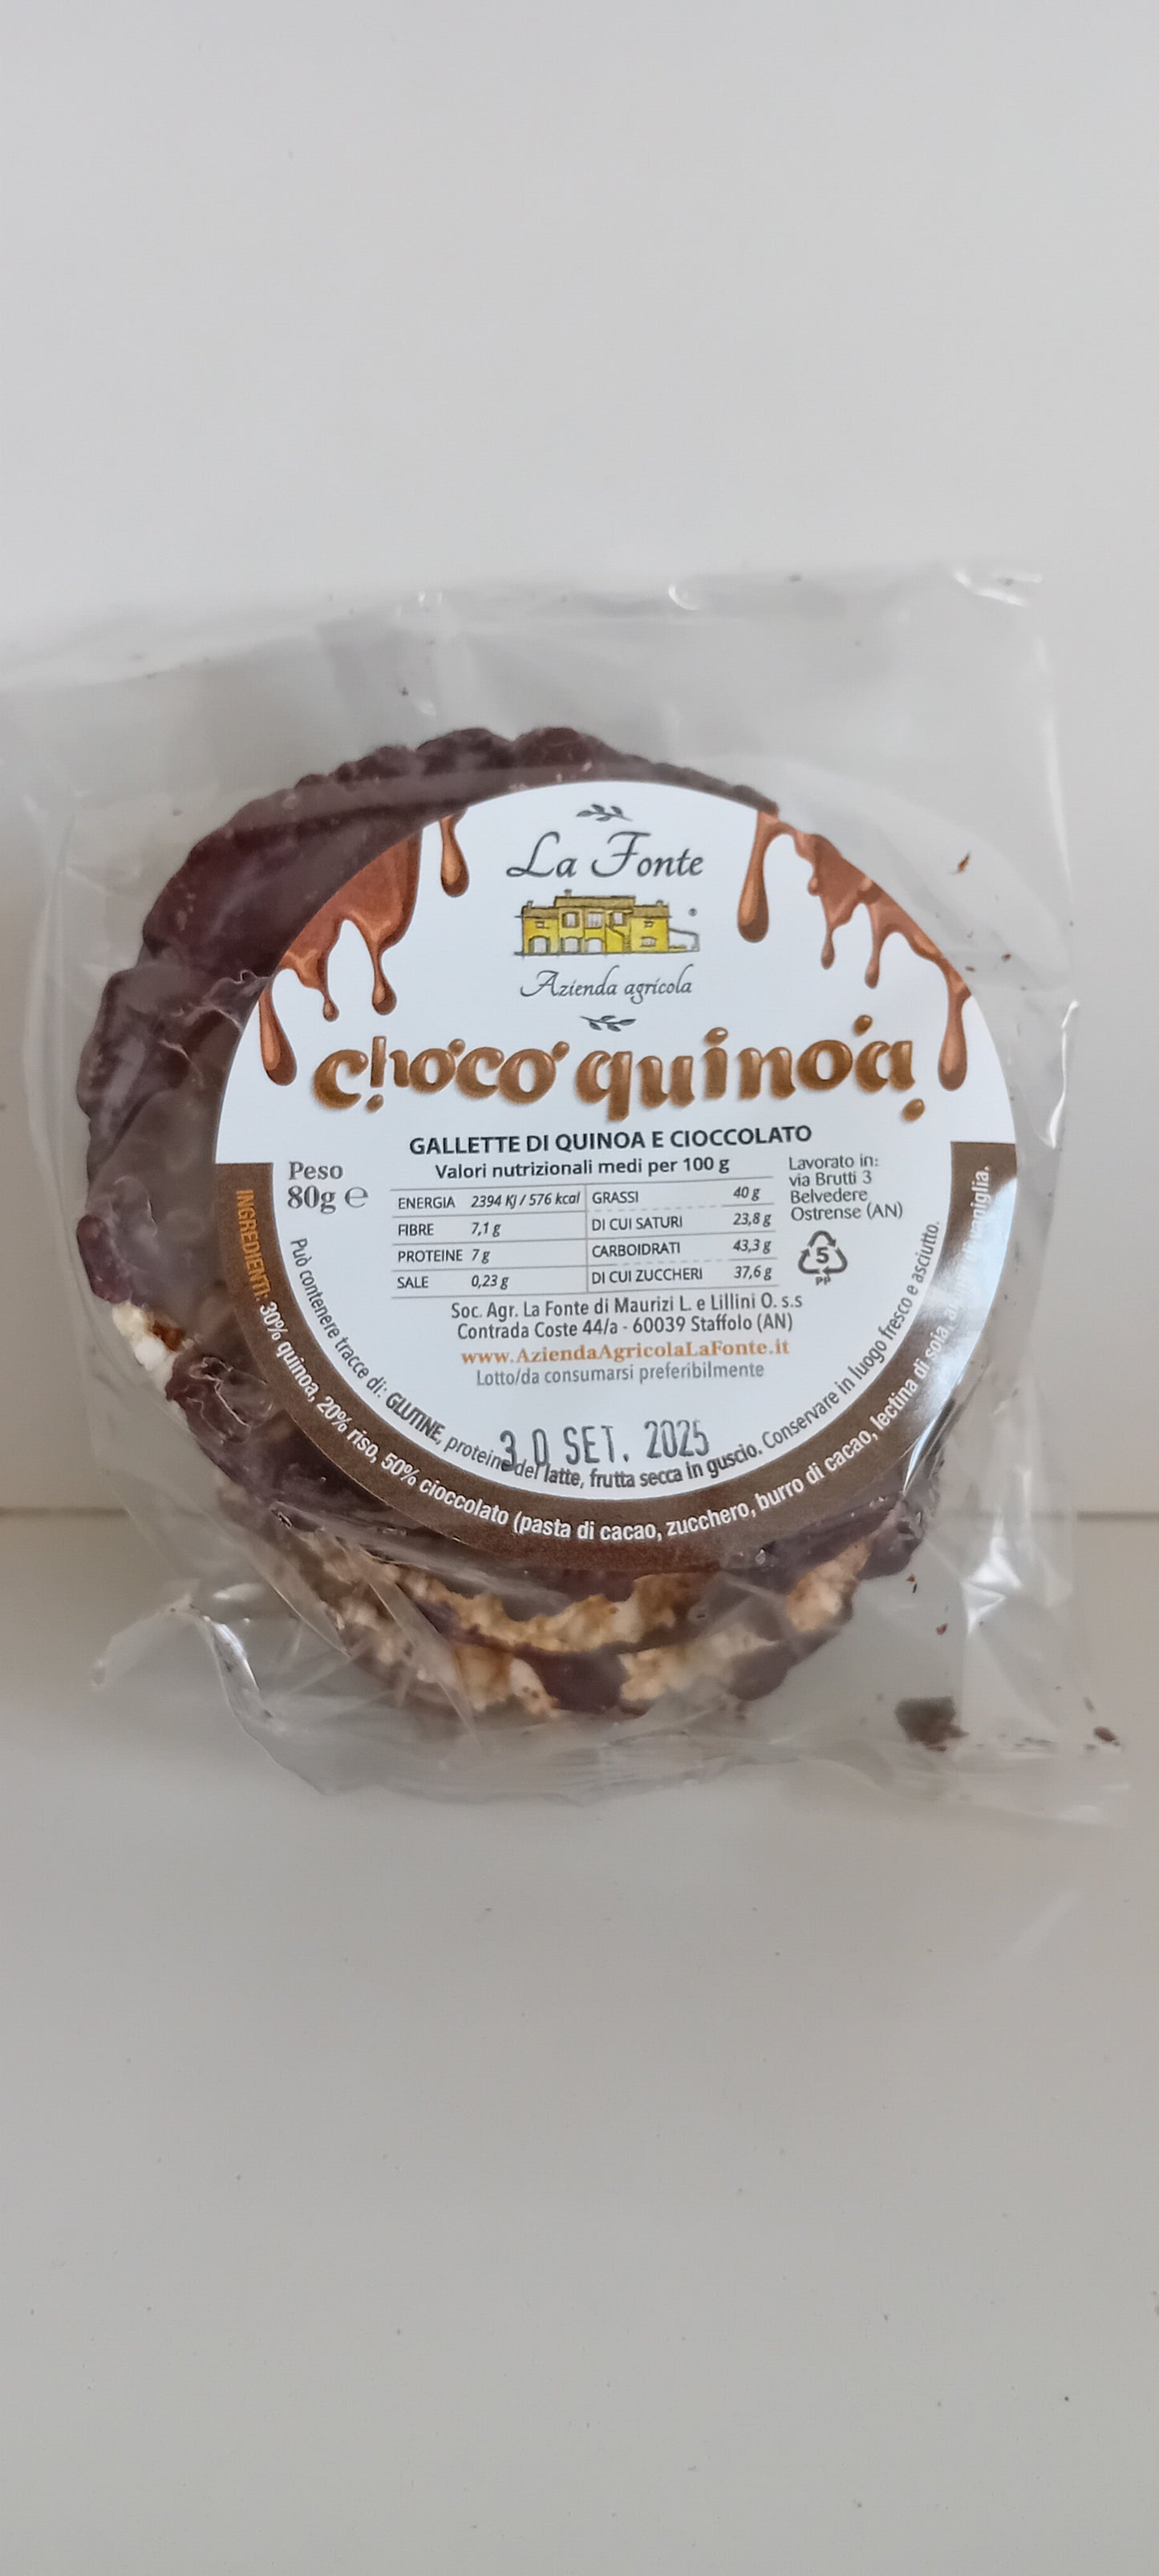 La Fonte
®
Azienda agricola
choco quinoa
GALLETTE DI QUINOA E CIOCCOLATO
Valori nutrizionali medi per 100 g
Peso
80g e
ENERGIA 2394 KJ / 576 kcal
FIBRE 7,1 g
PROTEINE 7 g
SALE 0,23 g
GRASSI 40 g
DI CUI SATURI 23,8 g
CARBOIDRATI 43,3 g
DI CUI ZUCCHERI 37,6 g
Lavorato in:
via Brutti 3
Belvedere
Ostrense (AN)
5
PP
Soc. Agr. La Fonte di Maurizi L. e Lillini O. s.s
Contrada Coste 44/a - 60039 Staffolo (AN)
www.AziendaAgricolaLaFonte.it
Lotto/da consumarsi preferibilmente
30 SET. 2025
Può contenere tracce di: GLUTINE, proteine del latte, frutta secca in guscio. Conservare in luogo fresco e asciutto.
INGREDIENTI: 30% quinoa, 20% riso, 50% cioccolato (pasta di cacao, zucchero, burro di cacao, lectina di soia, vaniglia.